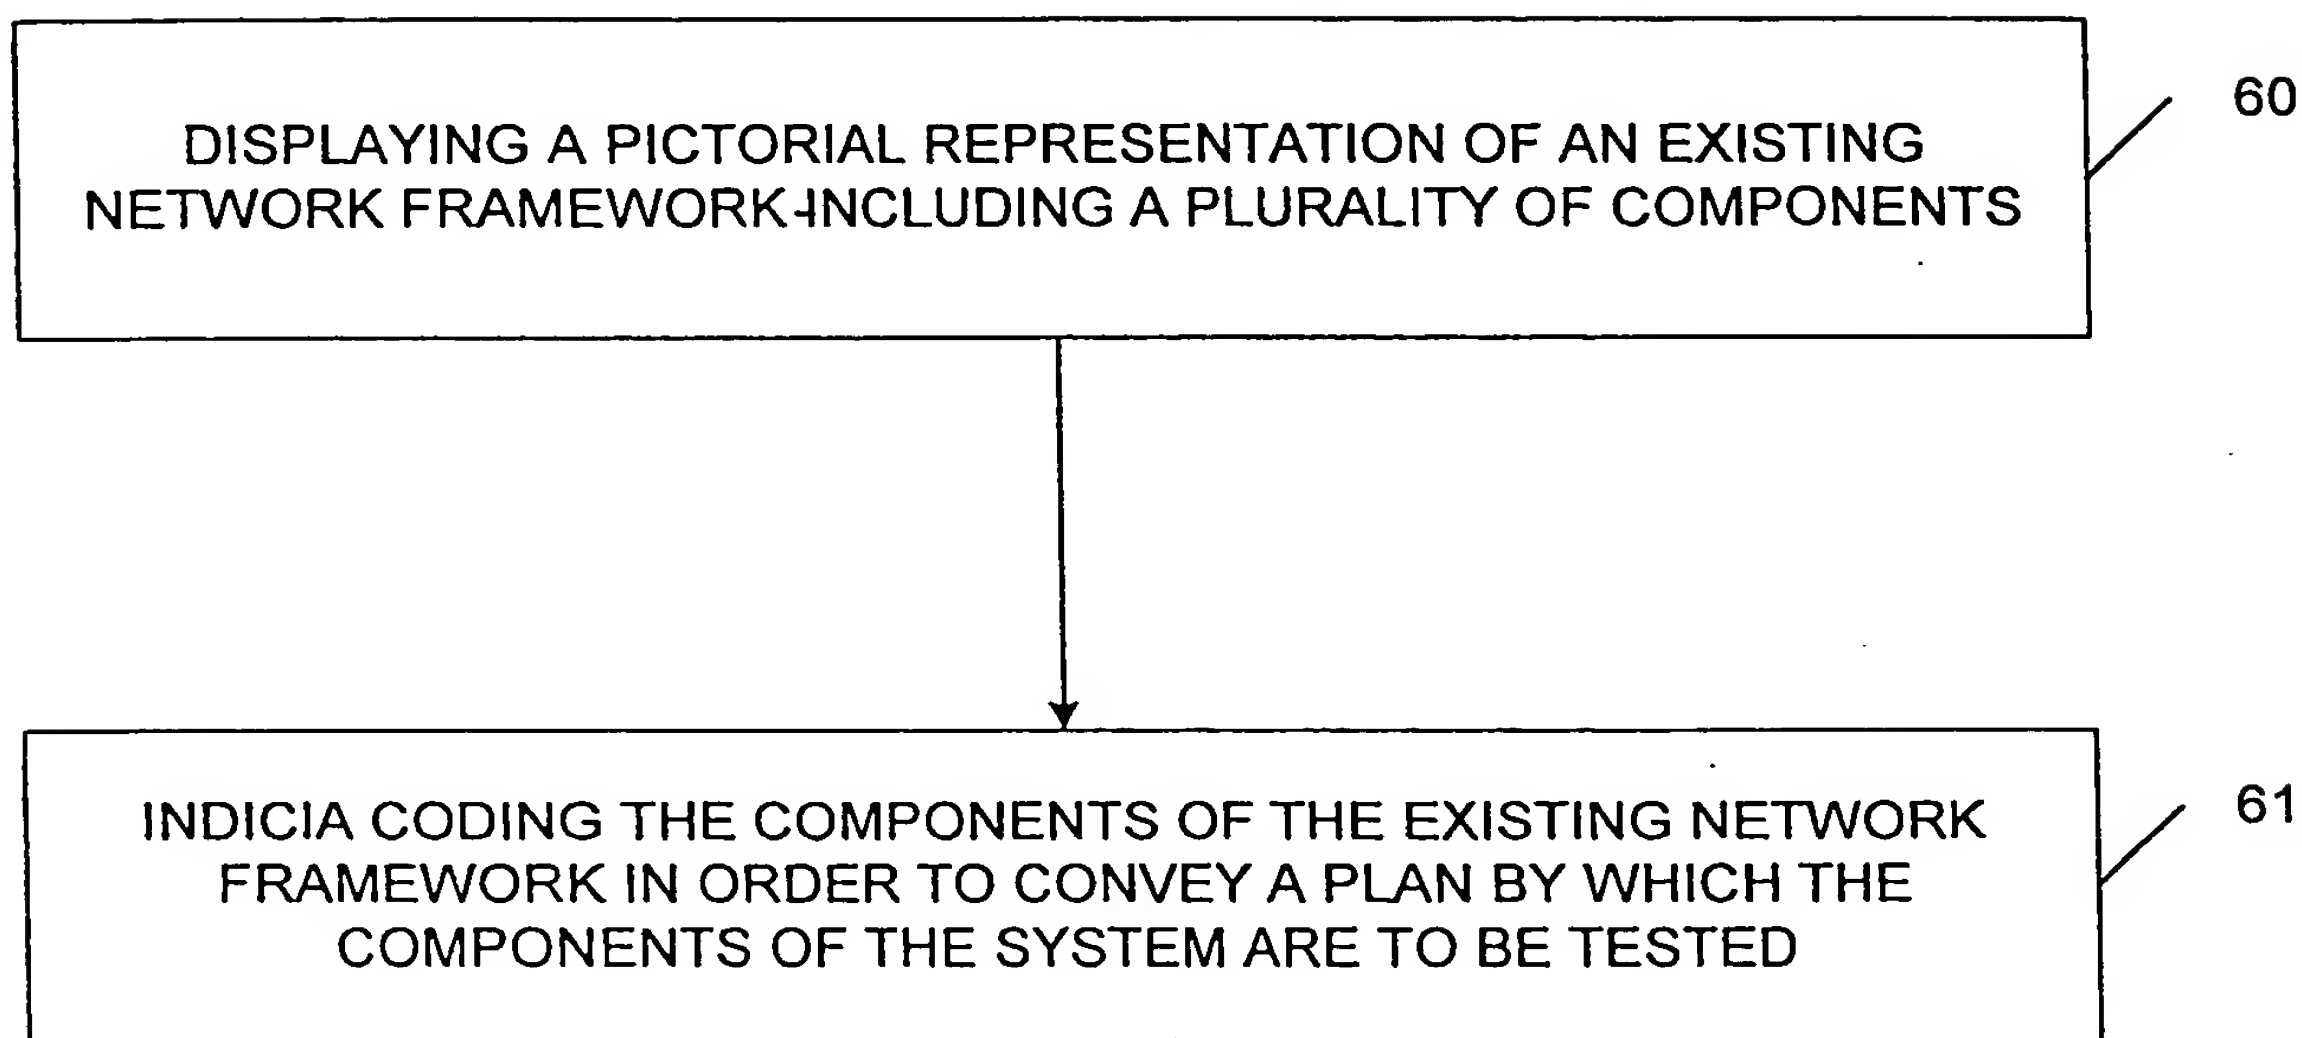 DISPLAYING A PICTORIAL REPRESENTATION OF AN EXISTING
NETWORK FRAMEWORK INCLUDING A PLURALITY OF COMPONENTS
60
INDICIA CODING THE COMPONENTS OF THE EXISTING NETWORK
FRAMEWORK IN ORDER TO CONVEY A PLAN BY WHICH THE
COMPONENTS OF THE SYSTEM ARE TO BE TESTED
61